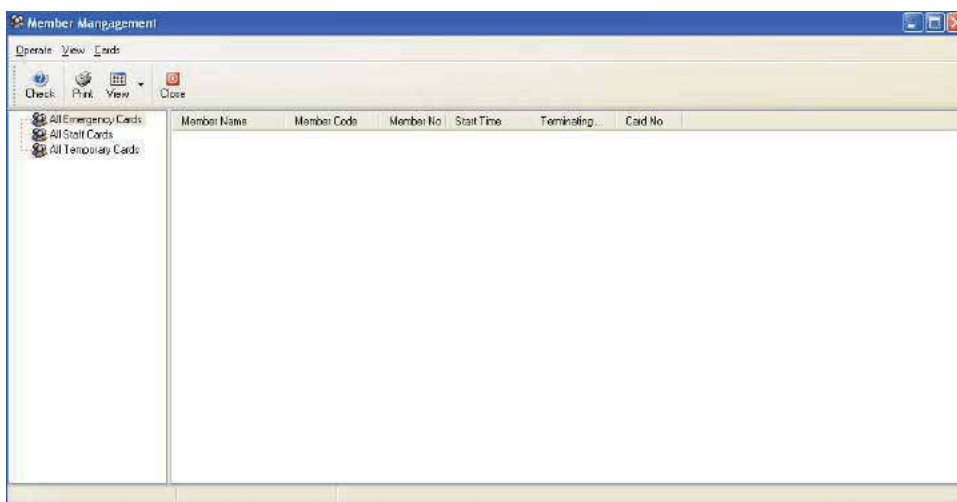 Member Mangagement
Operate View Cards
Check Print View Close
All Emergency Cards
All Staff Cards
All Temporary Cards
Member Name Member Code Member No Start Time Terminating... Card No